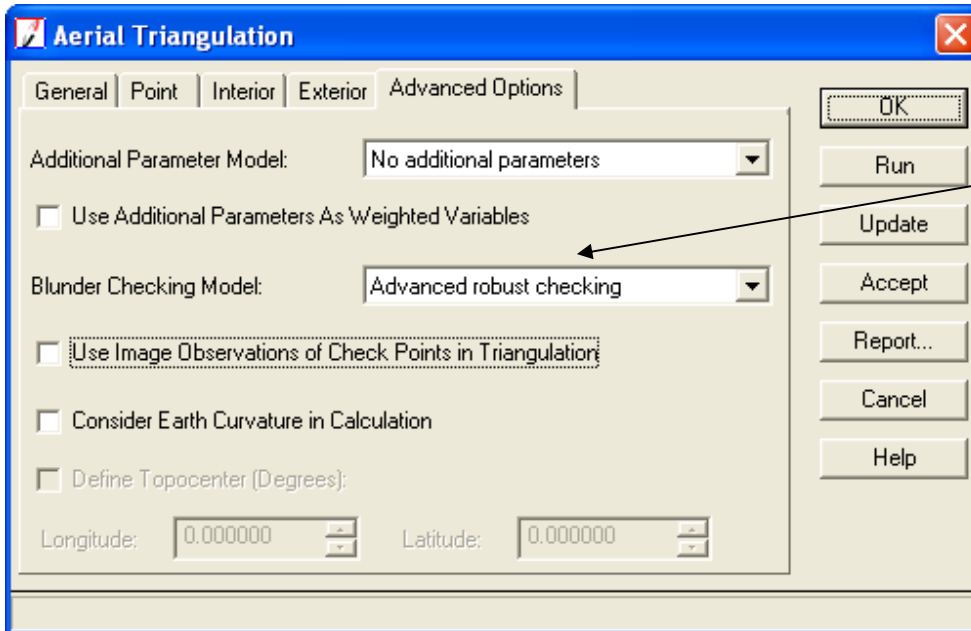 Aerial Triangulation
General Point Interior Exterior Advanced Options
Additional Parameter Model: No additional parameters
Use Additional Parameters As Weighted Variables
Blunder Checking Model: Advanced robust checking
Use Image Observations of Check Points in Triangulation
Consider Earth Curvature in Calculation
Define Topocenter (Degrees):
Longitude: 0.000000 Latitude: 0.000000
OK
Run
Update
Accept
Report...
Cancel
Help